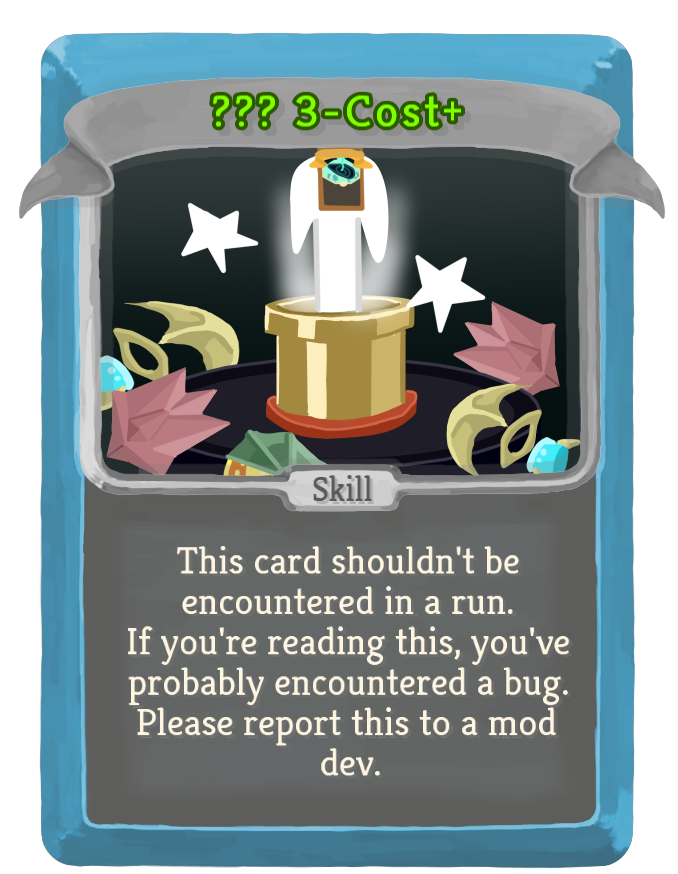 ??? 3-Cost+
Skill
This card shouldn't be
encountered in a run.
If you're reading this, you've
probably encountered a bug.
Please report this to a mod
dev.